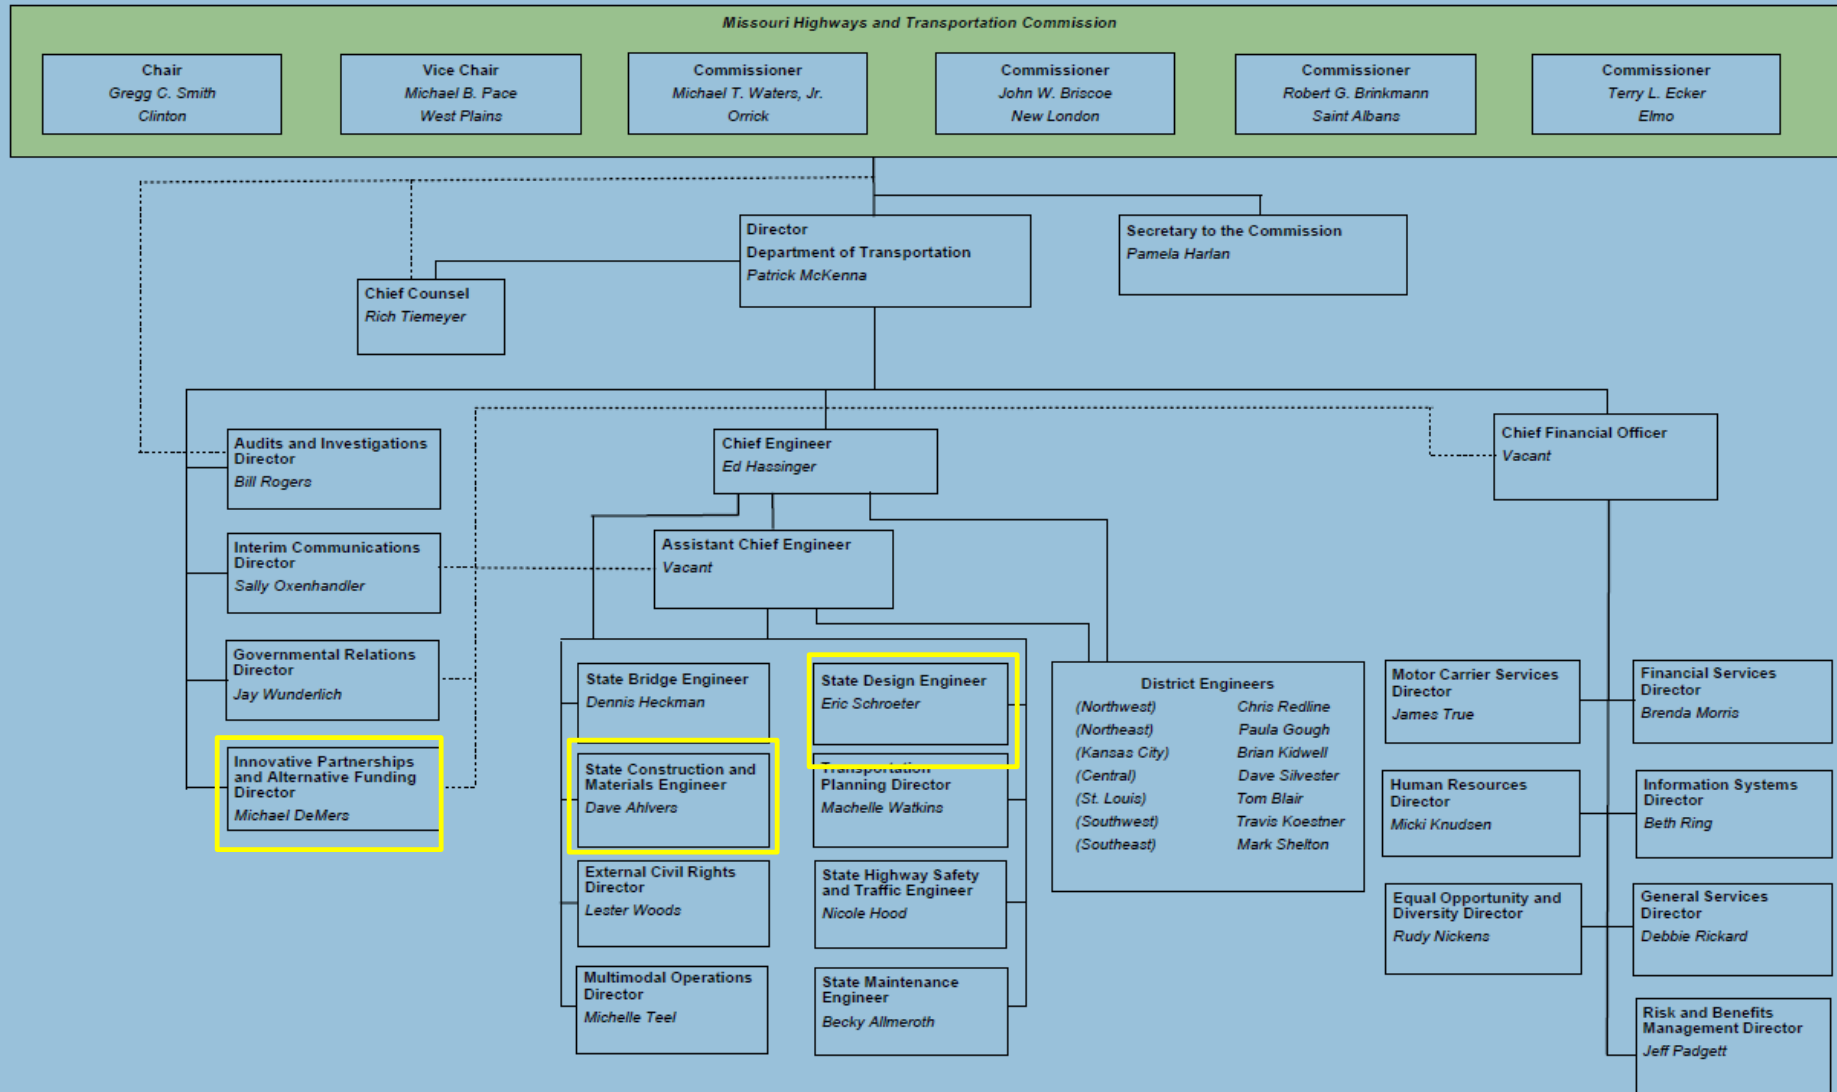 Missouri Highways and Transportation Commission
Chair
Gregg C. Smith
Clinton
Vice Chair
Michael B. Pace
West Plains
Commissioner
Michael T. Waters, Jr.
Orrick
Commissioner
John W. Briscoe
New London
Commissioner
Robert G. Brinkmann
Saint Albans
Commissioner
Terry L. Ecker
Elmo
Director
Department of Transportation
Patrick McKenna
Secretary to the Commission
Pamela Harlan
Chief Counsel
Rich Tiemeyer
Audits and Investigations
Director
Bill Rogers
Interim Communications
Director
Sally Oxenhandler
Governmental Relations
Director
Jay Wunderlich
Innovative Partnerships
and Alternative Funding
Director
Michael DeMers
Chief Engineer
Ed Hassinger
Assistant Chief Engineer
Vacant
Chief Financial Officer
Vacant
State Bridge Engineer
Dennis Heckman
State Design Engineer
Eric Schroeter
State Construction and
Materials Engineer
Dave Ahlvers
Transportation
Planning Director
Machelle Watkins
External Civil Rights
Director
Lester Woods
State Highway Safety
and Traffic Engineer
Nicole Hood
Multimodal Operations
Director
Michelle Teel
State Maintenance
Engineer
Becky Allmeroth
District Engineers
(Northwest) Chris Redline
(Northeast) Paula Gough
(Kansas City) Brian Kidwell
(Central) Dave Silvester
(St. Louis) Tom Blair
(Southwest) Travis Koestner
(Southeast) Mark Shelton
Motor Carrier Services
Director
James True
Financial Services
Director
Brenda Morris
Human Resources
Director
Micki Knudsen
Information Systems
Director
Beth Ring
Equal Opportunity and
Diversity Director
Rudy Nickens
General Services
Director
Debbie Rickard
Risk and Benefits
Management Director
Jeff Padgett